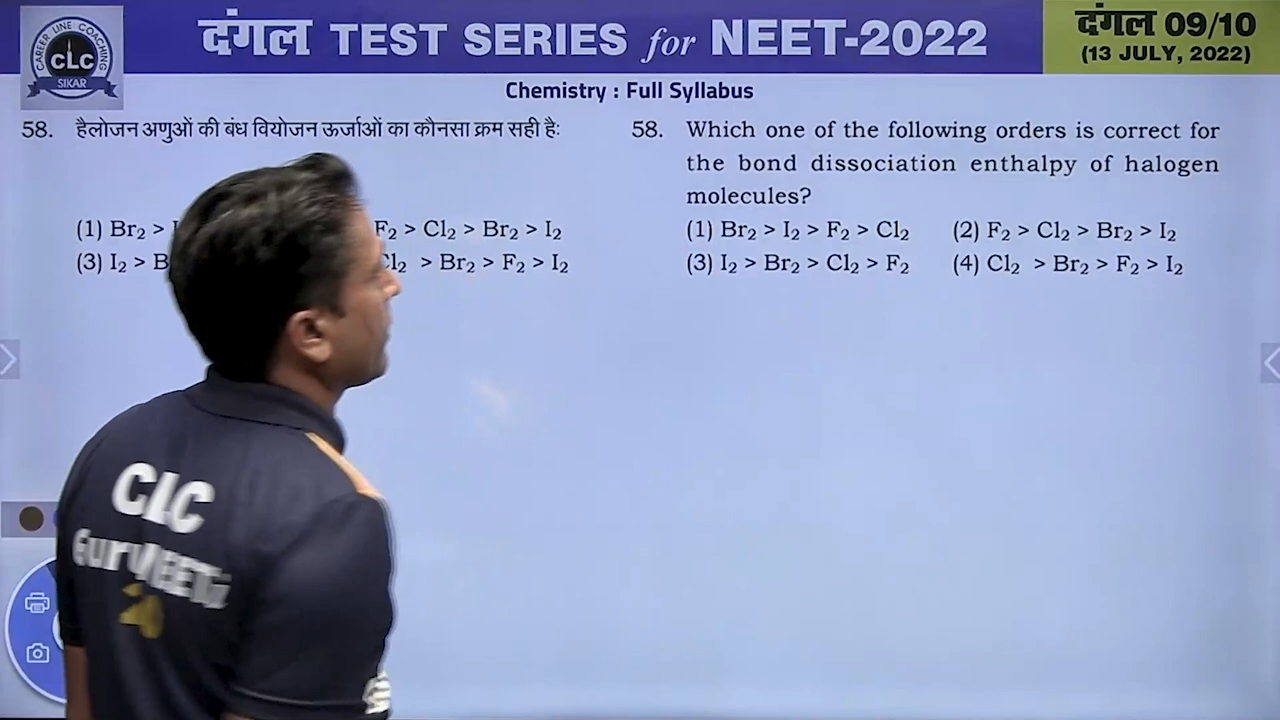 दंगल TEST SERIES for NEET-2022
दंगल 09/10
(13 JULY, 2022)
CAREER LINE COACHING
CLC
SIKAR
Chemistry : Full Syllabus
58. हैलोजन अणुओं की बंध वियोजन ऊर्जाओं का कौनसा क्रम सही है:
(1) Br₂ >
F₂ > Cl₂ > Br₂ > I₂
(3) I₂ >
Cl₂ > Br₂ > F₂ > I₂
58. Which one of the following orders is correct for
the bond dissociation enthalpy of halogen
molecules?
(1) Br₂ > I₂ > F₂ > Cl₂ (2) F₂ > Cl₂ > Br₂ > I₂
(3) I₂ > Br₂ > Cl₂ > F₂ (4) Cl₂ > Br₂ > F₂ > I₂
CLC